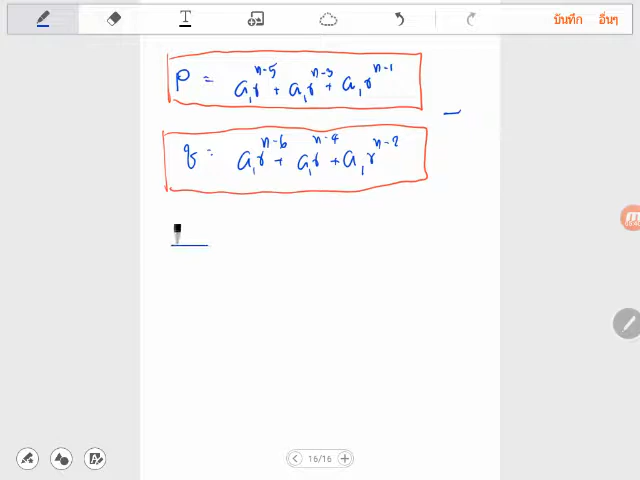 T บันทึก อื่นๆ
P = a₁r^{n-5} + a₁r^{n-3} + a₁r^{n-1}
q = a₁r^{n-6} + a₁r^{n-4} + a₁r^{n-2}
16/16